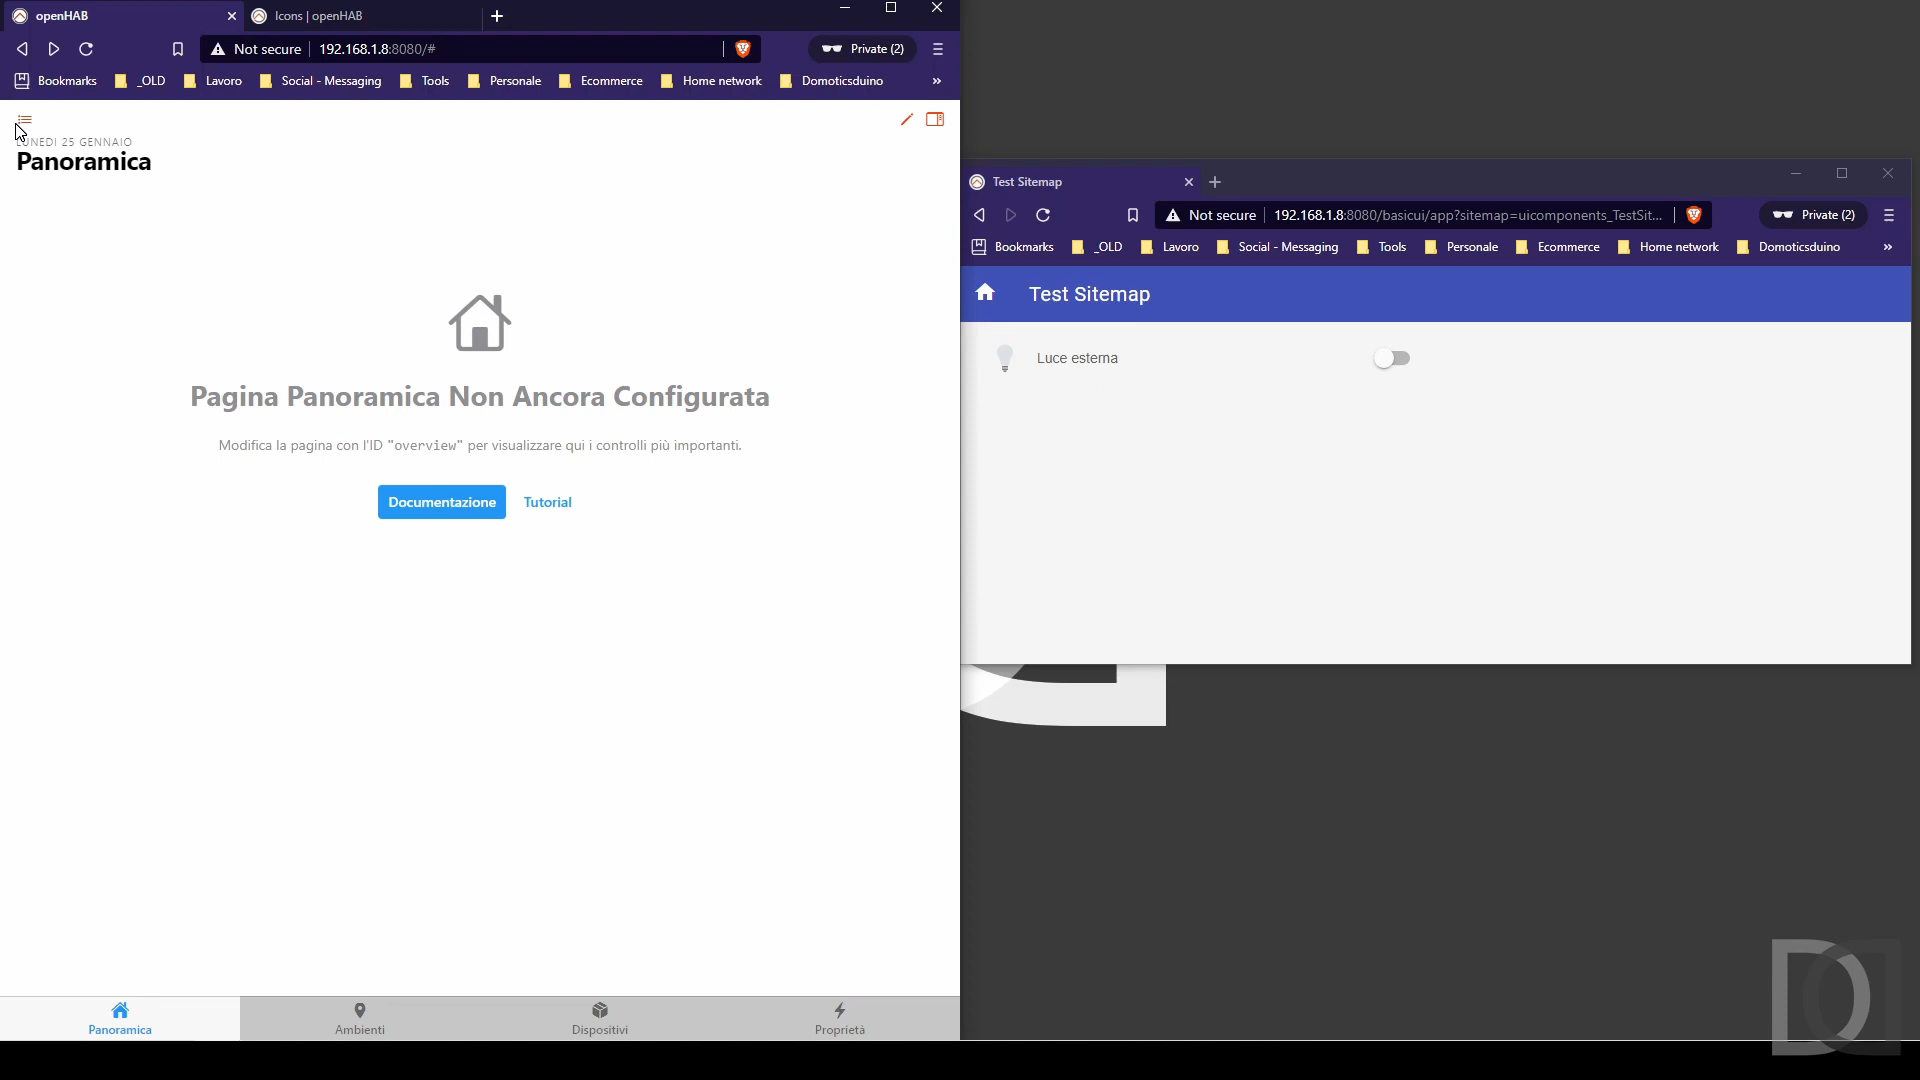 openHAB
Icons | openHAB
Not secure
192.168.1.8:8080/#
Private (2)
Bookmarks
_OLD
Lavoro
Social - Messaging
Tools
Personale
Ecommerce
Home network
Domoticsduino
»
LUNEDÌ 25 GENNAIO
Panoramica
Pagina Panoramica Non Ancora Configurata
Modifica la pagina con l'ID "overview" per visualizzare qui i controlli più importanti.
Documentazione
Tutorial
Panoramica
Ambienti
Dispositivi
Proprietà
Test Sitemap
Not secure
192.168.1.8:8080/basicui/app?sitemap=uicomponents_TestSit...
Private (2)
Bookmarks
_OLD
Lavoro
Social - Messaging
Tools
Personale
Ecommerce
Home network
Domoticsduino
»
Test Sitemap
Luce esterna